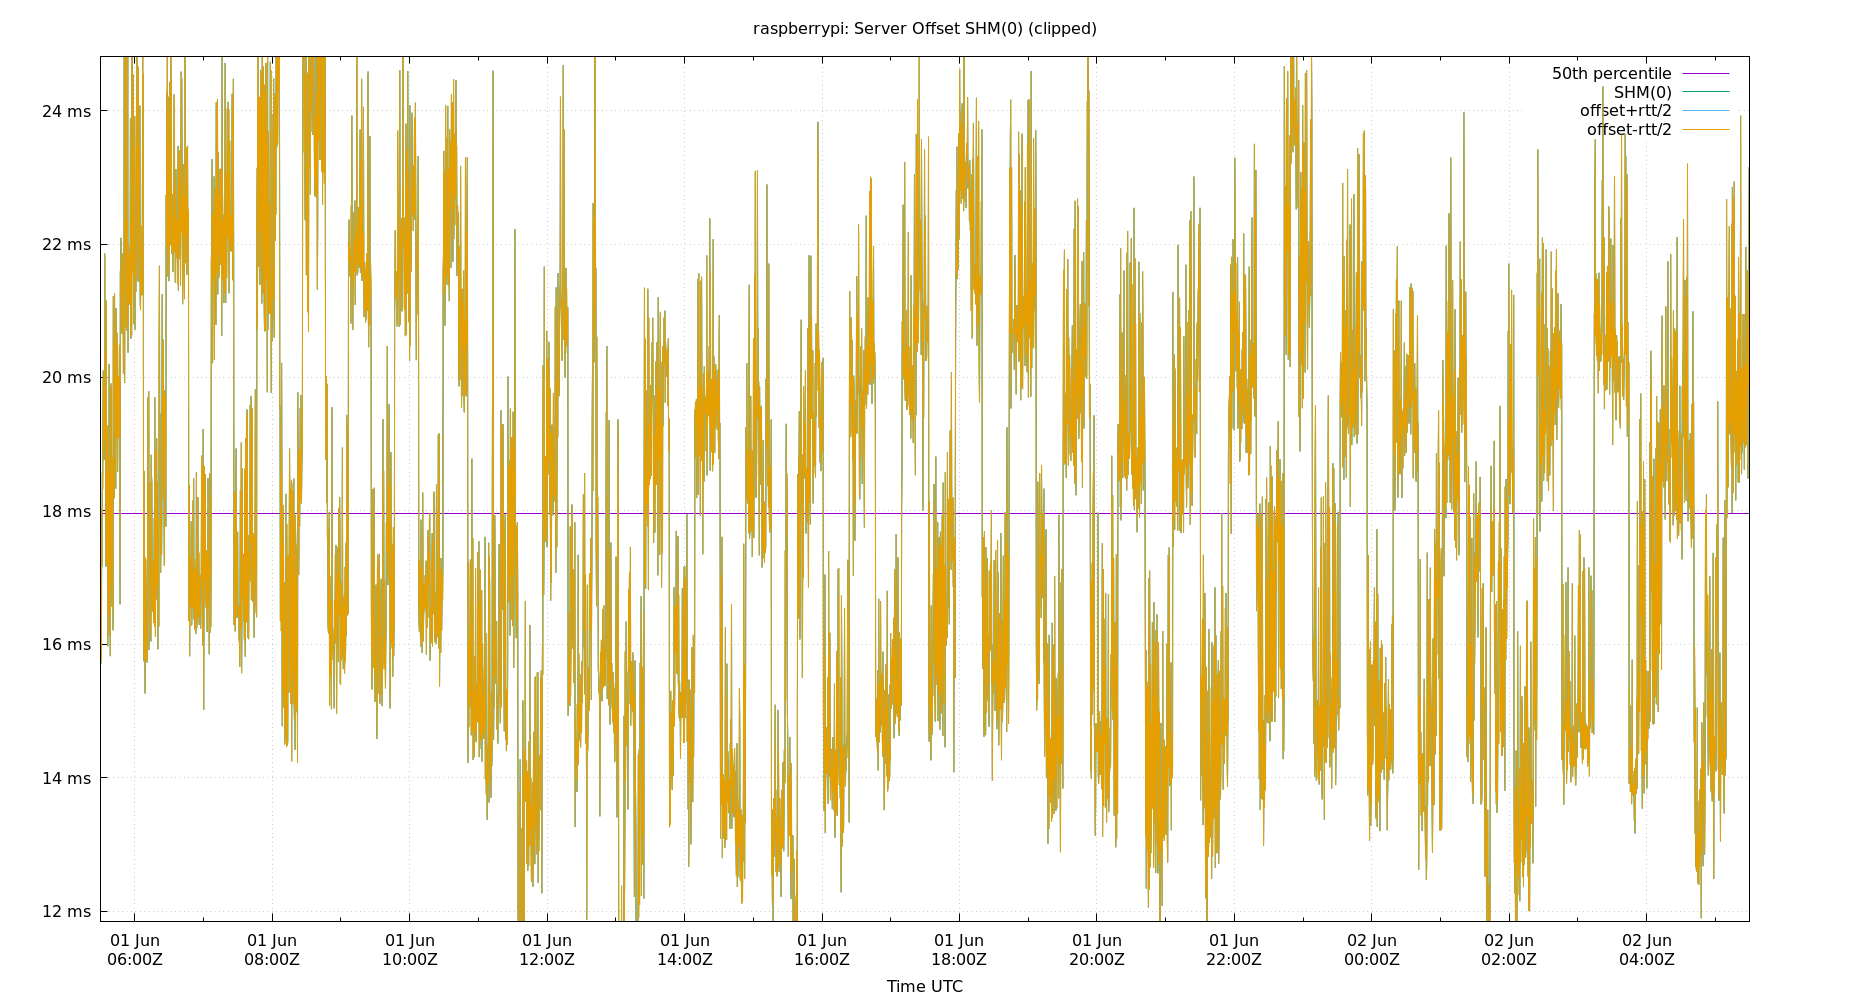 raspberrypi: Server Offset SHM(0) (clipped)
50th percentile
SHM(0)
offset+rtt/2
offset-rtt/2
24 ms
22 ms
20 ms
18 ms
16 ms
14 ms
12 ms
01 Jun 01 Jun 01 Jun 01 Jun 01 Jun 01 Jun 01 Jun 01 Jun 01 Jun 02 Jun 02 Jun 02 Jun
06:00Z 08:00Z 10:00Z 12:00Z 14:00Z 16:00Z 18:00Z 20:00Z 22:00Z 00:00Z 02:00Z 04:00Z
Time UTC